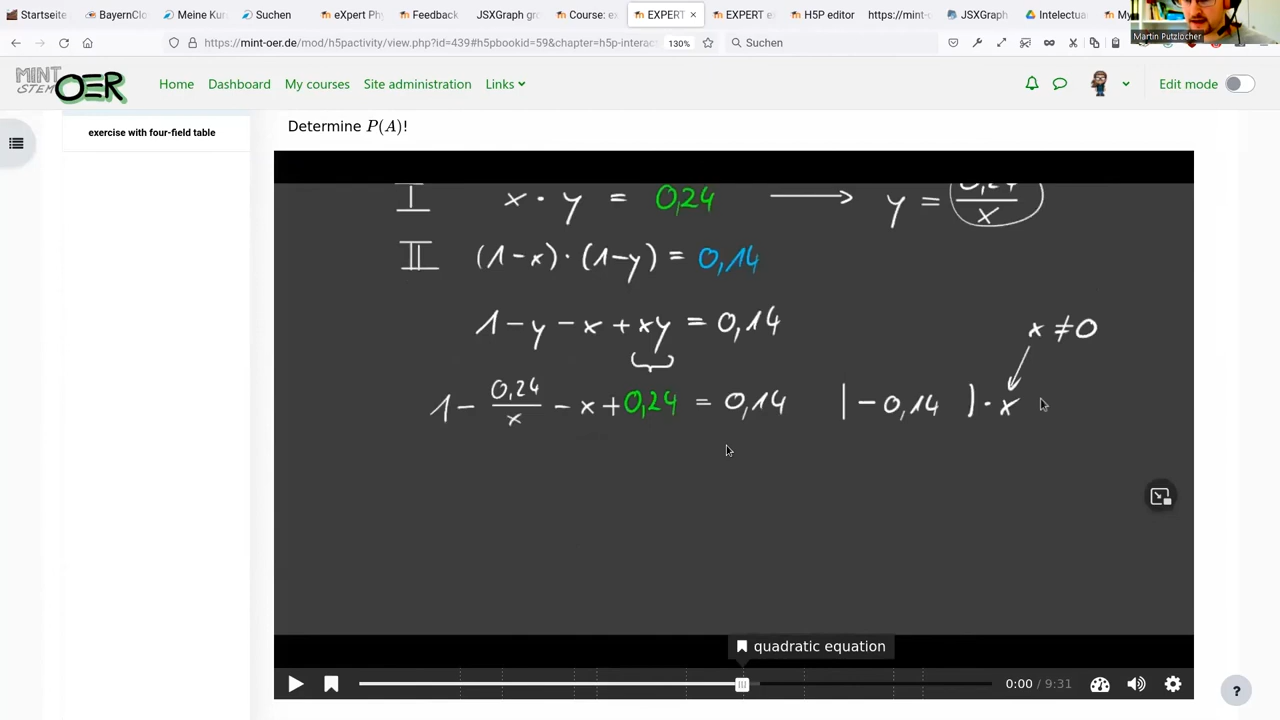 Startseite BayernClo Meine Kur Suchen eXpert Ph Feedback JSXGraph gr Course: e EXPERT × EXPERT e H5P editor https://mint- JSXGraph Intelectua My
https://mint-oer.de/mod/h5pactivity/view.php?id=439#h5pbookid=59&chapter=h5p-interac 130% Suchen
Martin Putzlocher
MINT STEM OER Home Dashboard My courses Site administration Links Edit mode
exercise with four-field table
Determine P(A)!
I x · y = 0,24 ⟶ y = 0,24/x
II (1-x)·(1-y) = 0,14
1 - y - x + xy = 0,14
x ≠ 0
1 - 0,24/x - x + 0,24 = 0,14 | - 0,14 |· x
quadratic equation
0:00 / 9:31
?